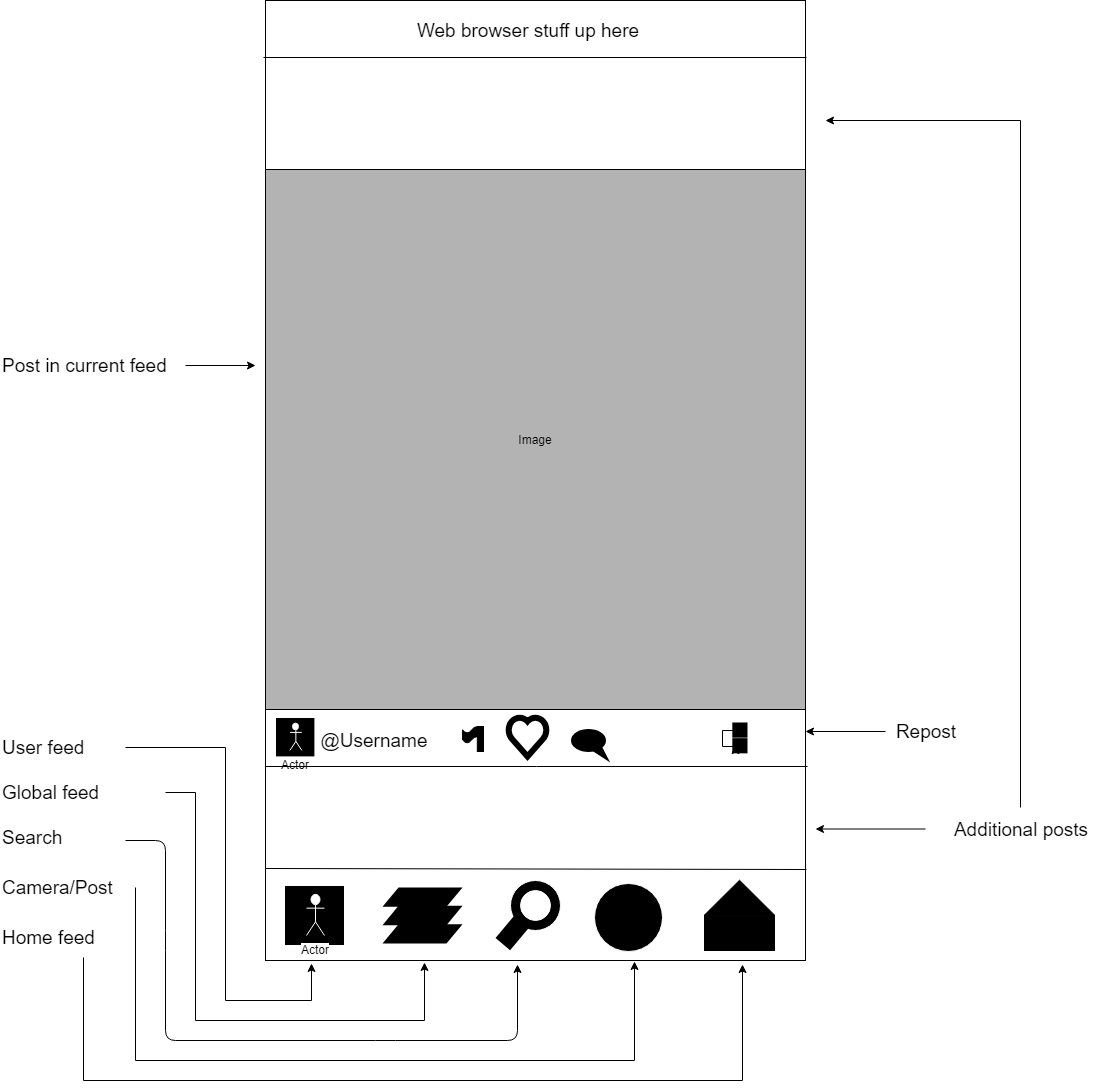 Web browser stuff up here
Post in current feed
Image
@Username
Actor
Repost
User feed
Global feed
Search
Camera/Post
Home feed
Additional posts
Actor